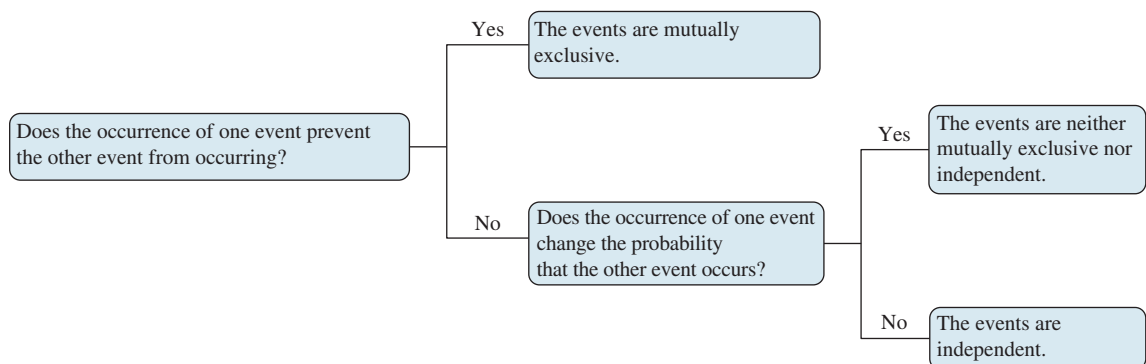 Yes
The events are mutually
exclusive.
Does the occurrence of one event prevent
the other event from occurring?
Yes
The events are neither
mutually exclusive nor
independent.
No
Does the occurrence of one event
change the probability
that the other event occurs?
No
The events are
independent.